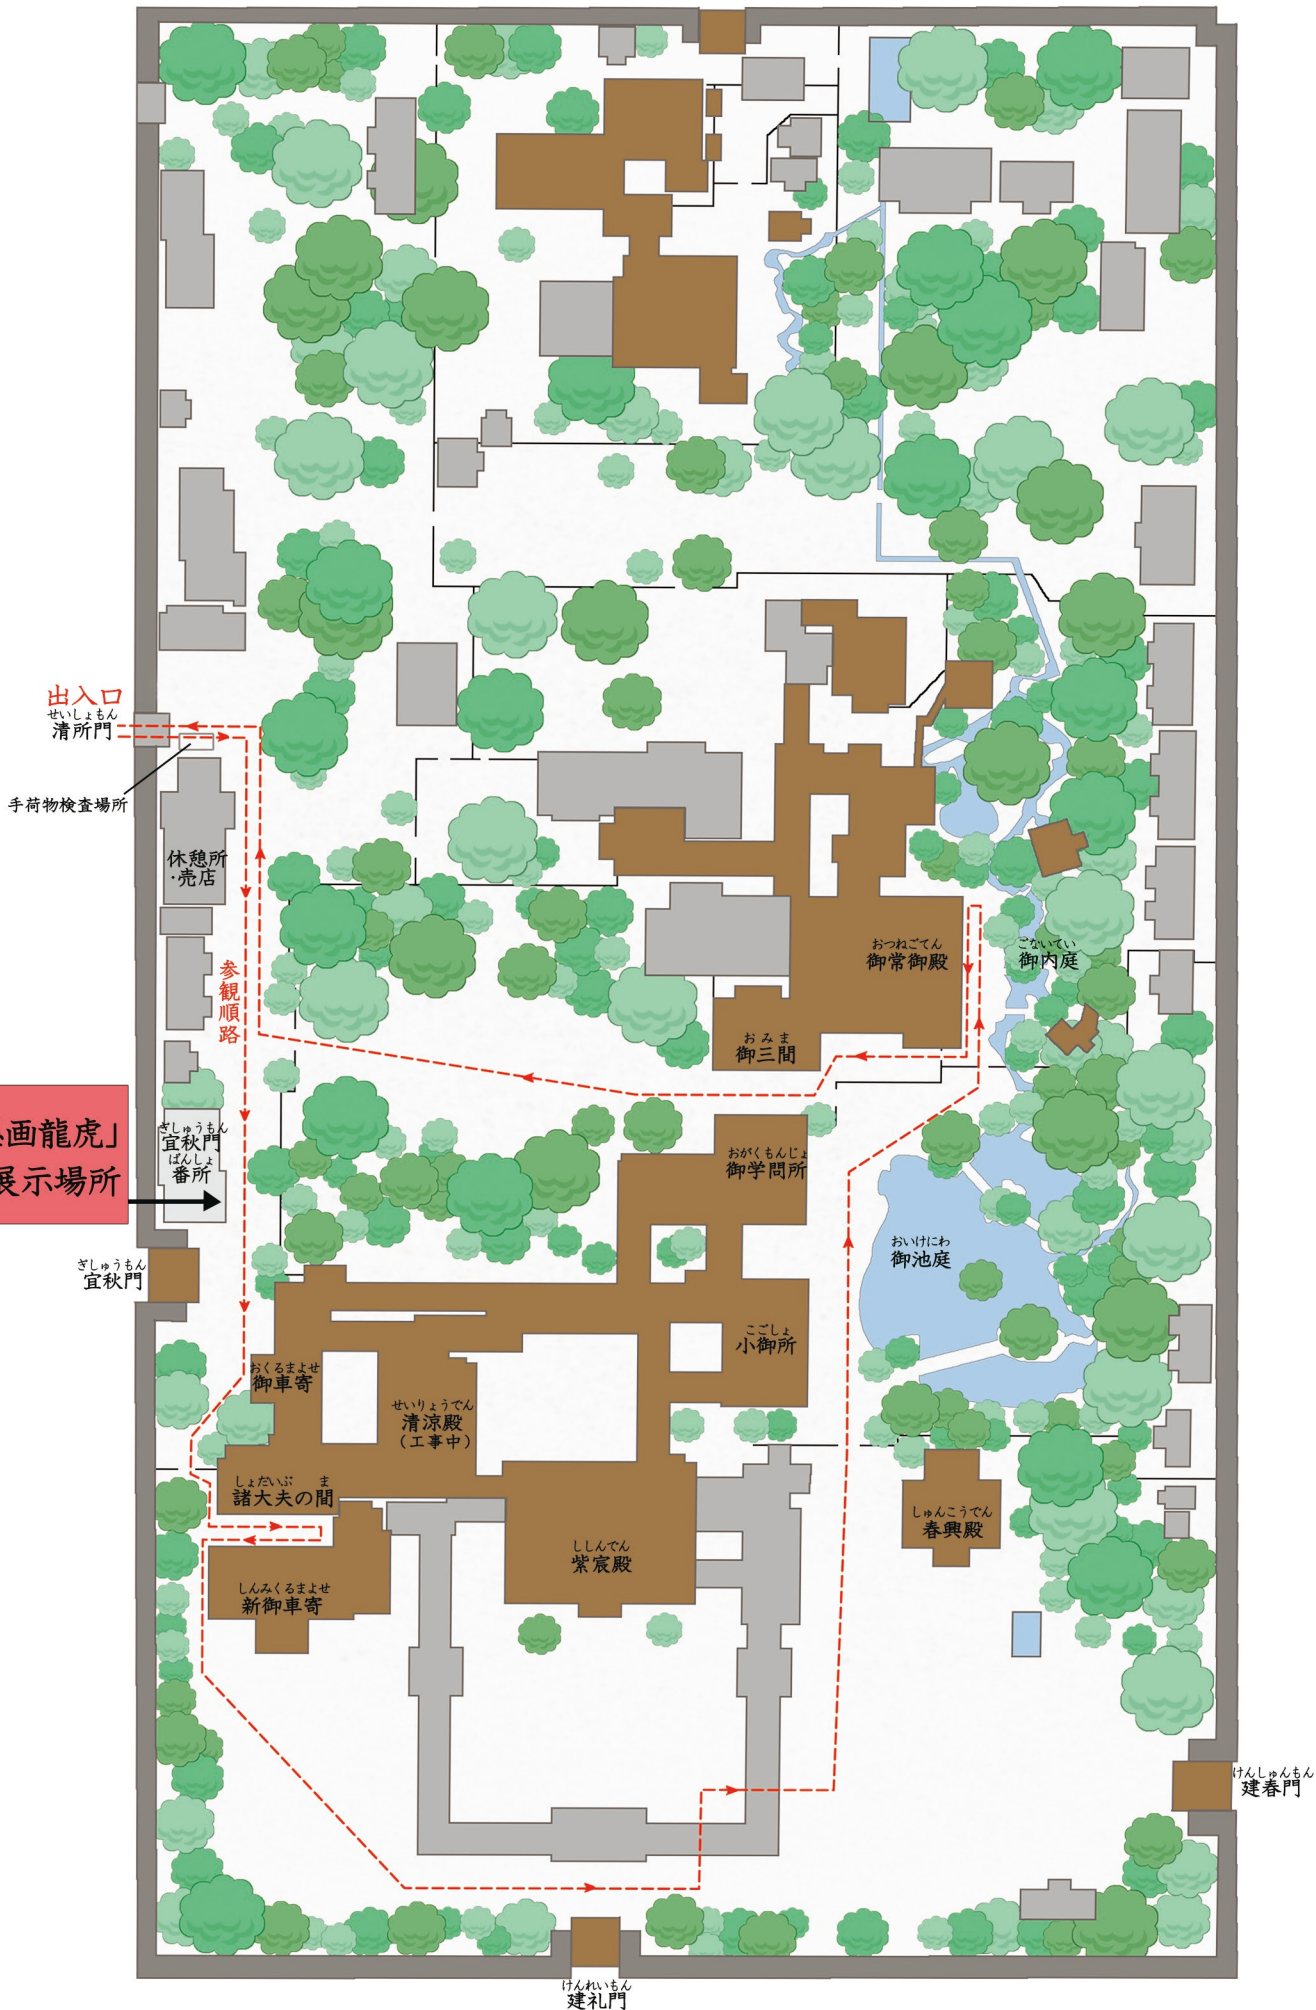 出入口
せいしょもん
清所門
手荷物検査場所
休憩所
・売店
参観順路
おつねごてん
御常御殿
ごないてい
御内庭
おみま
御三間
画龍虎」
展示場所
ぎしゅうもん
宜秋門
ばんしょ
番所
おがくもんじょ
御学問所
おいけにわ
御池庭
ぎしゅうもん
宜秋門
こごしょ
小御所
おくるまよせ
御車寄
せいりょうでん
清涼殿
(工事中)
しょだいぶ ま
諸大夫の間
しゅんこうでん
春興殿
ししんでん
紫宸殿
しんみくるまよせ
新御車寄
けんしゅんもん
建春門
けんれいもん
建礼門